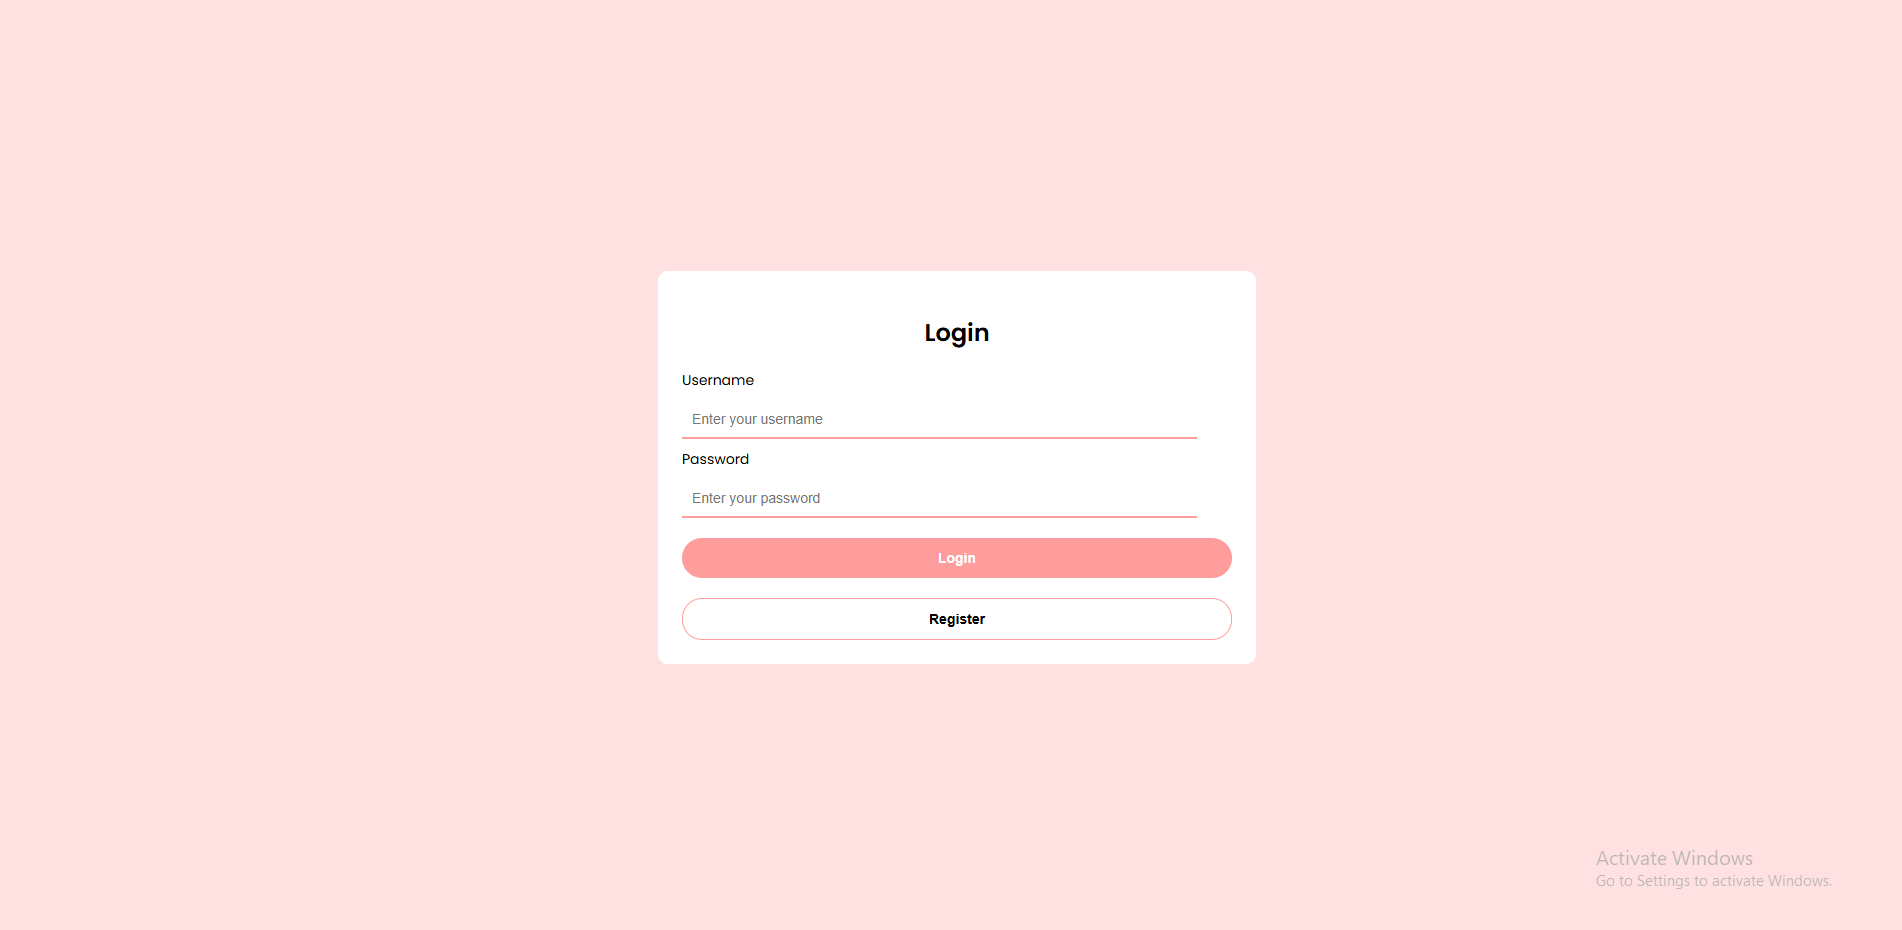 Login
Username
Enter your username
Password
Enter your password
Login
Register
Activate Windows
Go to Settings to activate Windows.